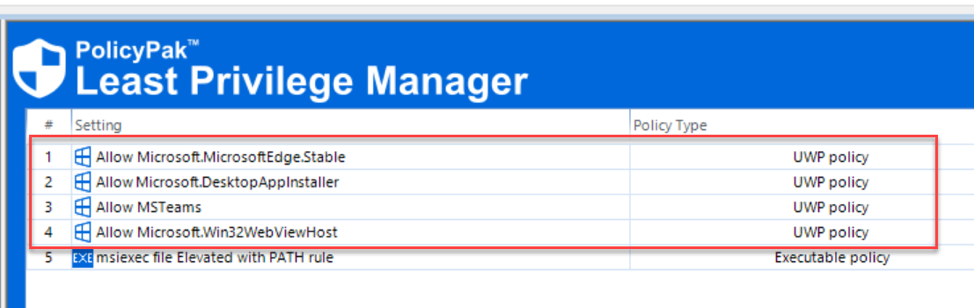 PolicyPak™
Least Privilege Manager
# Setting Policy Type
1 Allow Microsoft.MicrosoftEdge.Stable UWP policy
2 Allow Microsoft.DesktopAppInstaller UWP policy
3 Allow MSTeams UWP policy
4 Allow Microsoft.Win32WebViewHost UWP policy
5 EXE msiexec file Elevated with PATH rule Executable policy